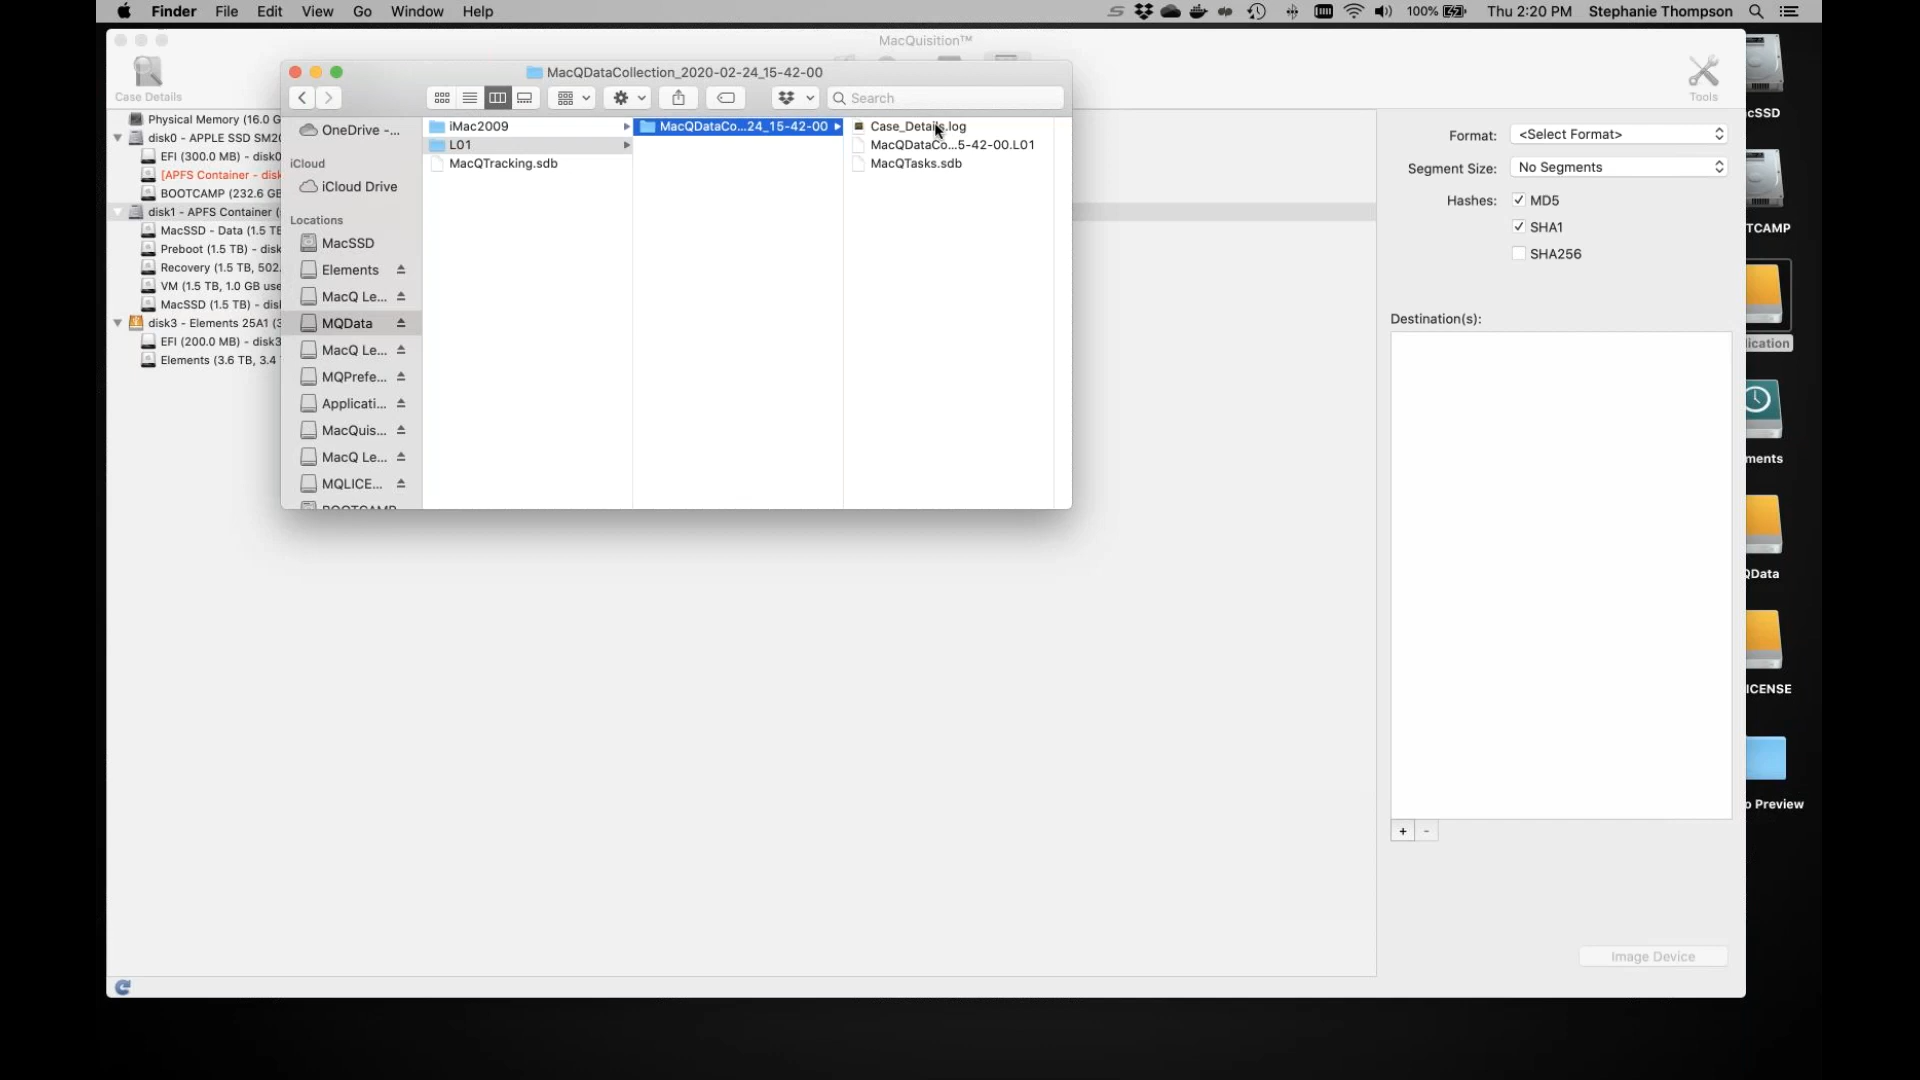 Finder File Edit View Go Window Help
100% Thu 2:20 PM Stephanie Thompson
MacQuisition™
Case Details
Tools
MacQDataCollection_2020-02-24_15-42-00
Search
Physical Memory (16.0 G
disk0 - APPLE SSD SM20
EFI (300.0 MB) - disk0
[APFS Container - disk
BOOTCAMP (232.6 GB
disk1 - APFS Container (
MacSSD - Data (1.5 TB
Preboot (1.5 TB) - disk
Recovery (1.5 TB, 502.
VM (1.5 TB, 1.0 GB use
MacSSD (1.5 TB) - disk
disk3 - Elements 25A1 (3
EFI (200.0 MB) - disk3
Elements (3.6 TB, 3.4
OneDrive -...
iCloud
iCloud Drive
Locations
MacSSD
Elements
MacQ Le...
MQData
MacQ Le...
MQPrefe...
Applicati...
MacQuis...
MacQ Le...
MQLICE...
BOOTCAMP
iMac2009
L01
MacQTracking.sdb
MacQDataCo...24_15-42-00
Case_Details.log
MacQDataCo...5-42-00.L01
MacQTasks.sdb
Format: <Select Format>
Segment Size: No Segments
Hashes: MD5
SHA1
SHA256
Destination(s):
+ -
Image Device
cSSD
TCAMP
ication
ments
QData
ICENSE
o Preview